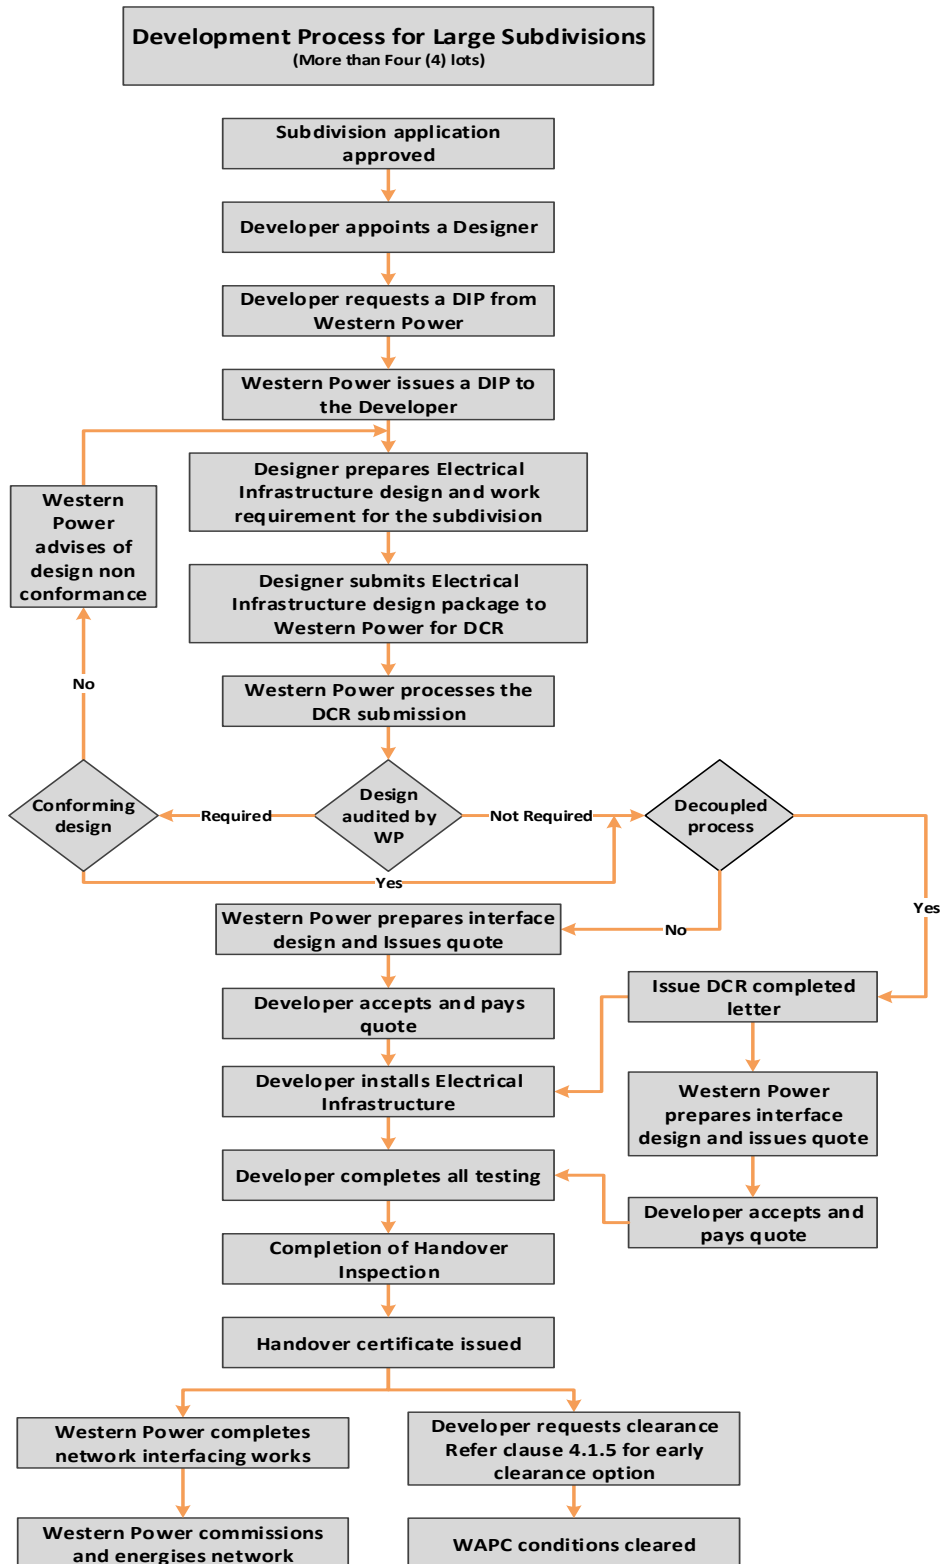 Development Process for Large Subdivisions
(More than Four (4) lots)
Subdivision application
approved
Developer appoints a Designer
Developer requests a DIP from
Western Power
Western Power issues a DIP to
the Developer
Designer prepares Electrical
Infrastructure design and work
requirement for the subdivision
Western
Power
advises of
design non
conformance
Designer submits Electrical
Infrastructure design package to
Western Power for DCR
No
Western Power processes the
DCR submission
Conforming
design
Required
Design
audited by
WP
Not Required
Decoupled
process
Yes
Yes
Western Power prepares interface
design and Issues quote
No
Developer accepts and pays
quote
Issue DCR completed
letter
Developer installs Electrical
Infrastructure
Western Power
prepares interface
design and issues quote
Developer completes all testing
Developer accepts and
pays quote
Completion of Handover
Inspection
Handover certificate issued
Western Power completes
network interfacing works
Developer requests clearance
Refer clause 4.1.5 for early
clearance option
Western Power commissions
and energises network
WAPC conditions cleared